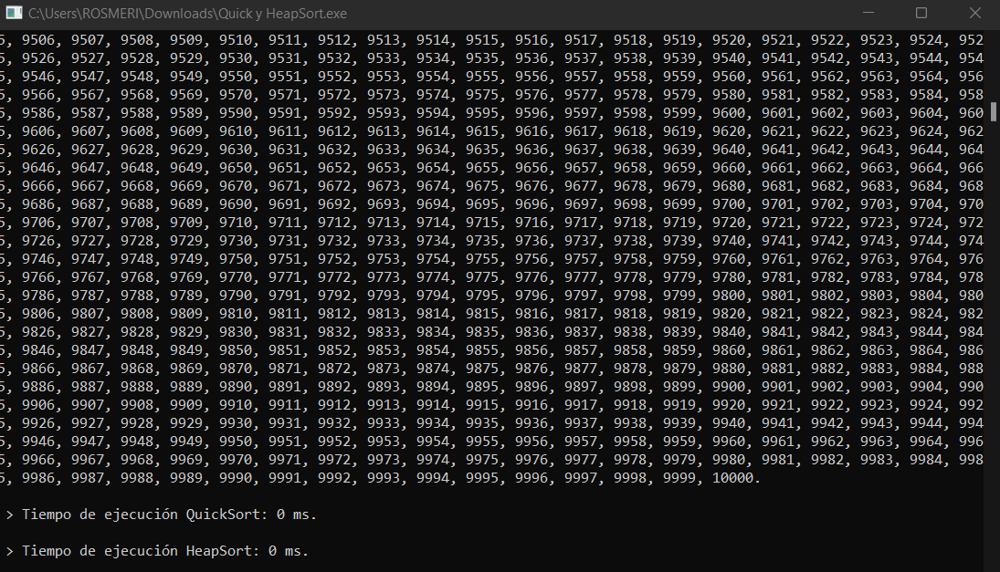 5, 9506, 9507, 9508, 9509, 9510, 9511, 9512, 9513, 9514, 9515, 9516, 9517, 9518, 9519, 9520, 9521, 9522, 9523, 9524, 952
5, 9526, 9527, 9528, 9529, 9530, 9531, 9532, 9533, 9534, 9535, 9536, 9537, 9538, 9539, 9540, 9541, 9542, 9543, 9544, 954
5, 9546, 9547, 9548, 9549, 9550, 9551, 9552, 9553, 9554, 9555, 9556, 9557, 9558, 9559, 9560, 9561, 9562, 9563, 9564, 956
5, 9566, 9567, 9568, 9569, 9570, 9571, 9572, 9573, 9574, 9575, 9576, 9577, 9578, 9579, 9580, 9581, 9582, 9583, 9584, 958
5, 9586, 9587, 9588, 9589, 9590, 9591, 9592, 9593, 9594, 9595, 9596, 9597, 9598, 9599, 9600, 9601, 9602, 9603, 9604, 960
5, 9606, 9607, 9608, 9609, 9610, 9611, 9612, 9613, 9614, 9615, 9616, 9617, 9618, 9619, 9620, 9621, 9622, 9623, 9624, 962
5, 9626, 9627, 9628, 9629, 9630, 9631, 9632, 9633, 9634, 9635, 9636, 9637, 9638, 9639, 9640, 9641, 9642, 9643, 9644, 964
5, 9646, 9647, 9648, 9649, 9650, 9651, 9652, 9653, 9654, 9655, 9656, 9657, 9658, 9659, 9660, 9661, 9662, 9663, 9664, 966
5, 9666, 9667, 9668, 9669, 9670, 9671, 9672, 9673, 9674, 9675, 9676, 9677, 9678, 9679, 9680, 9681, 9682, 9683, 9684, 968
5, 9686, 9687, 9688, 9689, 9690, 9691, 9692, 9693, 9694, 9695, 9696, 9697, 9698, 9699, 9700, 9701, 9702, 9703, 9704, 970
5, 9706, 9707, 9708, 9709, 9710, 9711, 9712, 9713, 9714, 9715, 9716, 9717, 9718, 9719, 9720, 9721, 9722, 9723, 9724, 972
5, 9726, 9727, 9728, 9729, 9730, 9731, 9732, 9733, 9734, 9735, 9736, 9737, 9738, 9739, 9740, 9741, 9742, 9743, 9744, 974
5, 9746, 9747, 9748, 9749, 9750, 9751, 9752, 9753, 9754, 9755, 9756, 9757, 9758, 9759, 9760, 9761, 9762, 9763, 9764, 976
5, 9766, 9767, 9768, 9769, 9770, 9771, 9772, 9773, 9774, 9775, 9776, 9777, 9778, 9779, 9780, 9781, 9782, 9783, 9784, 978
5, 9786, 9787, 9788, 9789, 9790, 9791, 9792, 9793, 9794, 9795, 9796, 9797, 9798, 9799, 9800, 9801, 9802, 9803, 9804, 980
5, 9806, 9807, 9808, 9809, 9810, 9811, 9812, 9813, 9814, 9815, 9816, 9817, 9818, 9819, 9820, 9821, 9822, 9823, 9824, 982
5, 9826, 9827, 9828, 9829, 9830, 9831, 9832, 9833, 9834, 9835, 9836, 9837, 9838, 9839, 9840, 9841, 9842, 9843, 9844, 984
5, 9846, 9847, 9848, 9849, 9850, 9851, 9852, 9853, 9854, 9855, 9856, 9857, 9858, 9859, 9860, 9861, 9862, 9863, 9864, 986
5, 9866, 9867, 9868, 9869, 9870, 9871, 9872, 9873, 9874, 9875, 9876, 9877, 9878, 9879, 9880, 9881, 9882, 9883, 9884, 988
5, 9886, 9887, 9888, 9889, 9890, 9891, 9892, 9893, 9894, 9895, 9896, 9897, 9898, 9899, 9900, 9901, 9902, 9903, 9904, 990
5, 9906, 9907, 9908, 9909, 9910, 9911, 9912, 9913, 9914, 9915, 9916, 9917, 9918, 9919, 9920, 9921, 9922, 9923, 9924, 992
5, 9926, 9927, 9928, 9929, 9930, 9931, 9932, 9933, 9934, 9935, 9936, 9937, 9938, 9939, 9940, 9941, 9942, 9943, 9944, 994
5, 9946, 9947, 9948, 9949, 9950, 9951, 9952, 9953, 9954, 9955, 9956, 9957, 9958, 9959, 9960, 9961, 9962, 9963, 9964, 996
5, 9966, 9967, 9968, 9969, 9970, 9971, 9972, 9973, 9974, 9975, 9976, 9977, 9978, 9979, 9980, 9981, 9982, 9983, 9984, 998
5, 9986, 9987, 9988, 9989, 9990, 9991, 9992, 9993, 9994, 9995, 9996, 9997, 9998, 9999, 10000.
> Tiempo de ejecución QuickSort: 0 ms.
> Tiempo de ejecución HeapSort: 0 ms.
C:\Users\ROSMERI\Downloads\Quick y HeapSort.exe